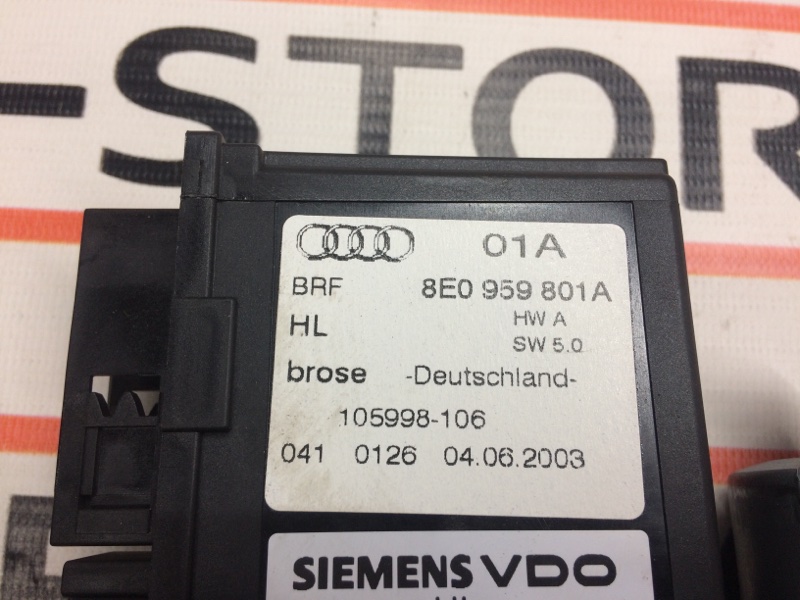 -STOR
01A
BRF 8E0 959 801A
HL HW A
SW 5.0
brose -Deutschland-
105998-106
041 0126 04.06.2003
SIEMENS VDO